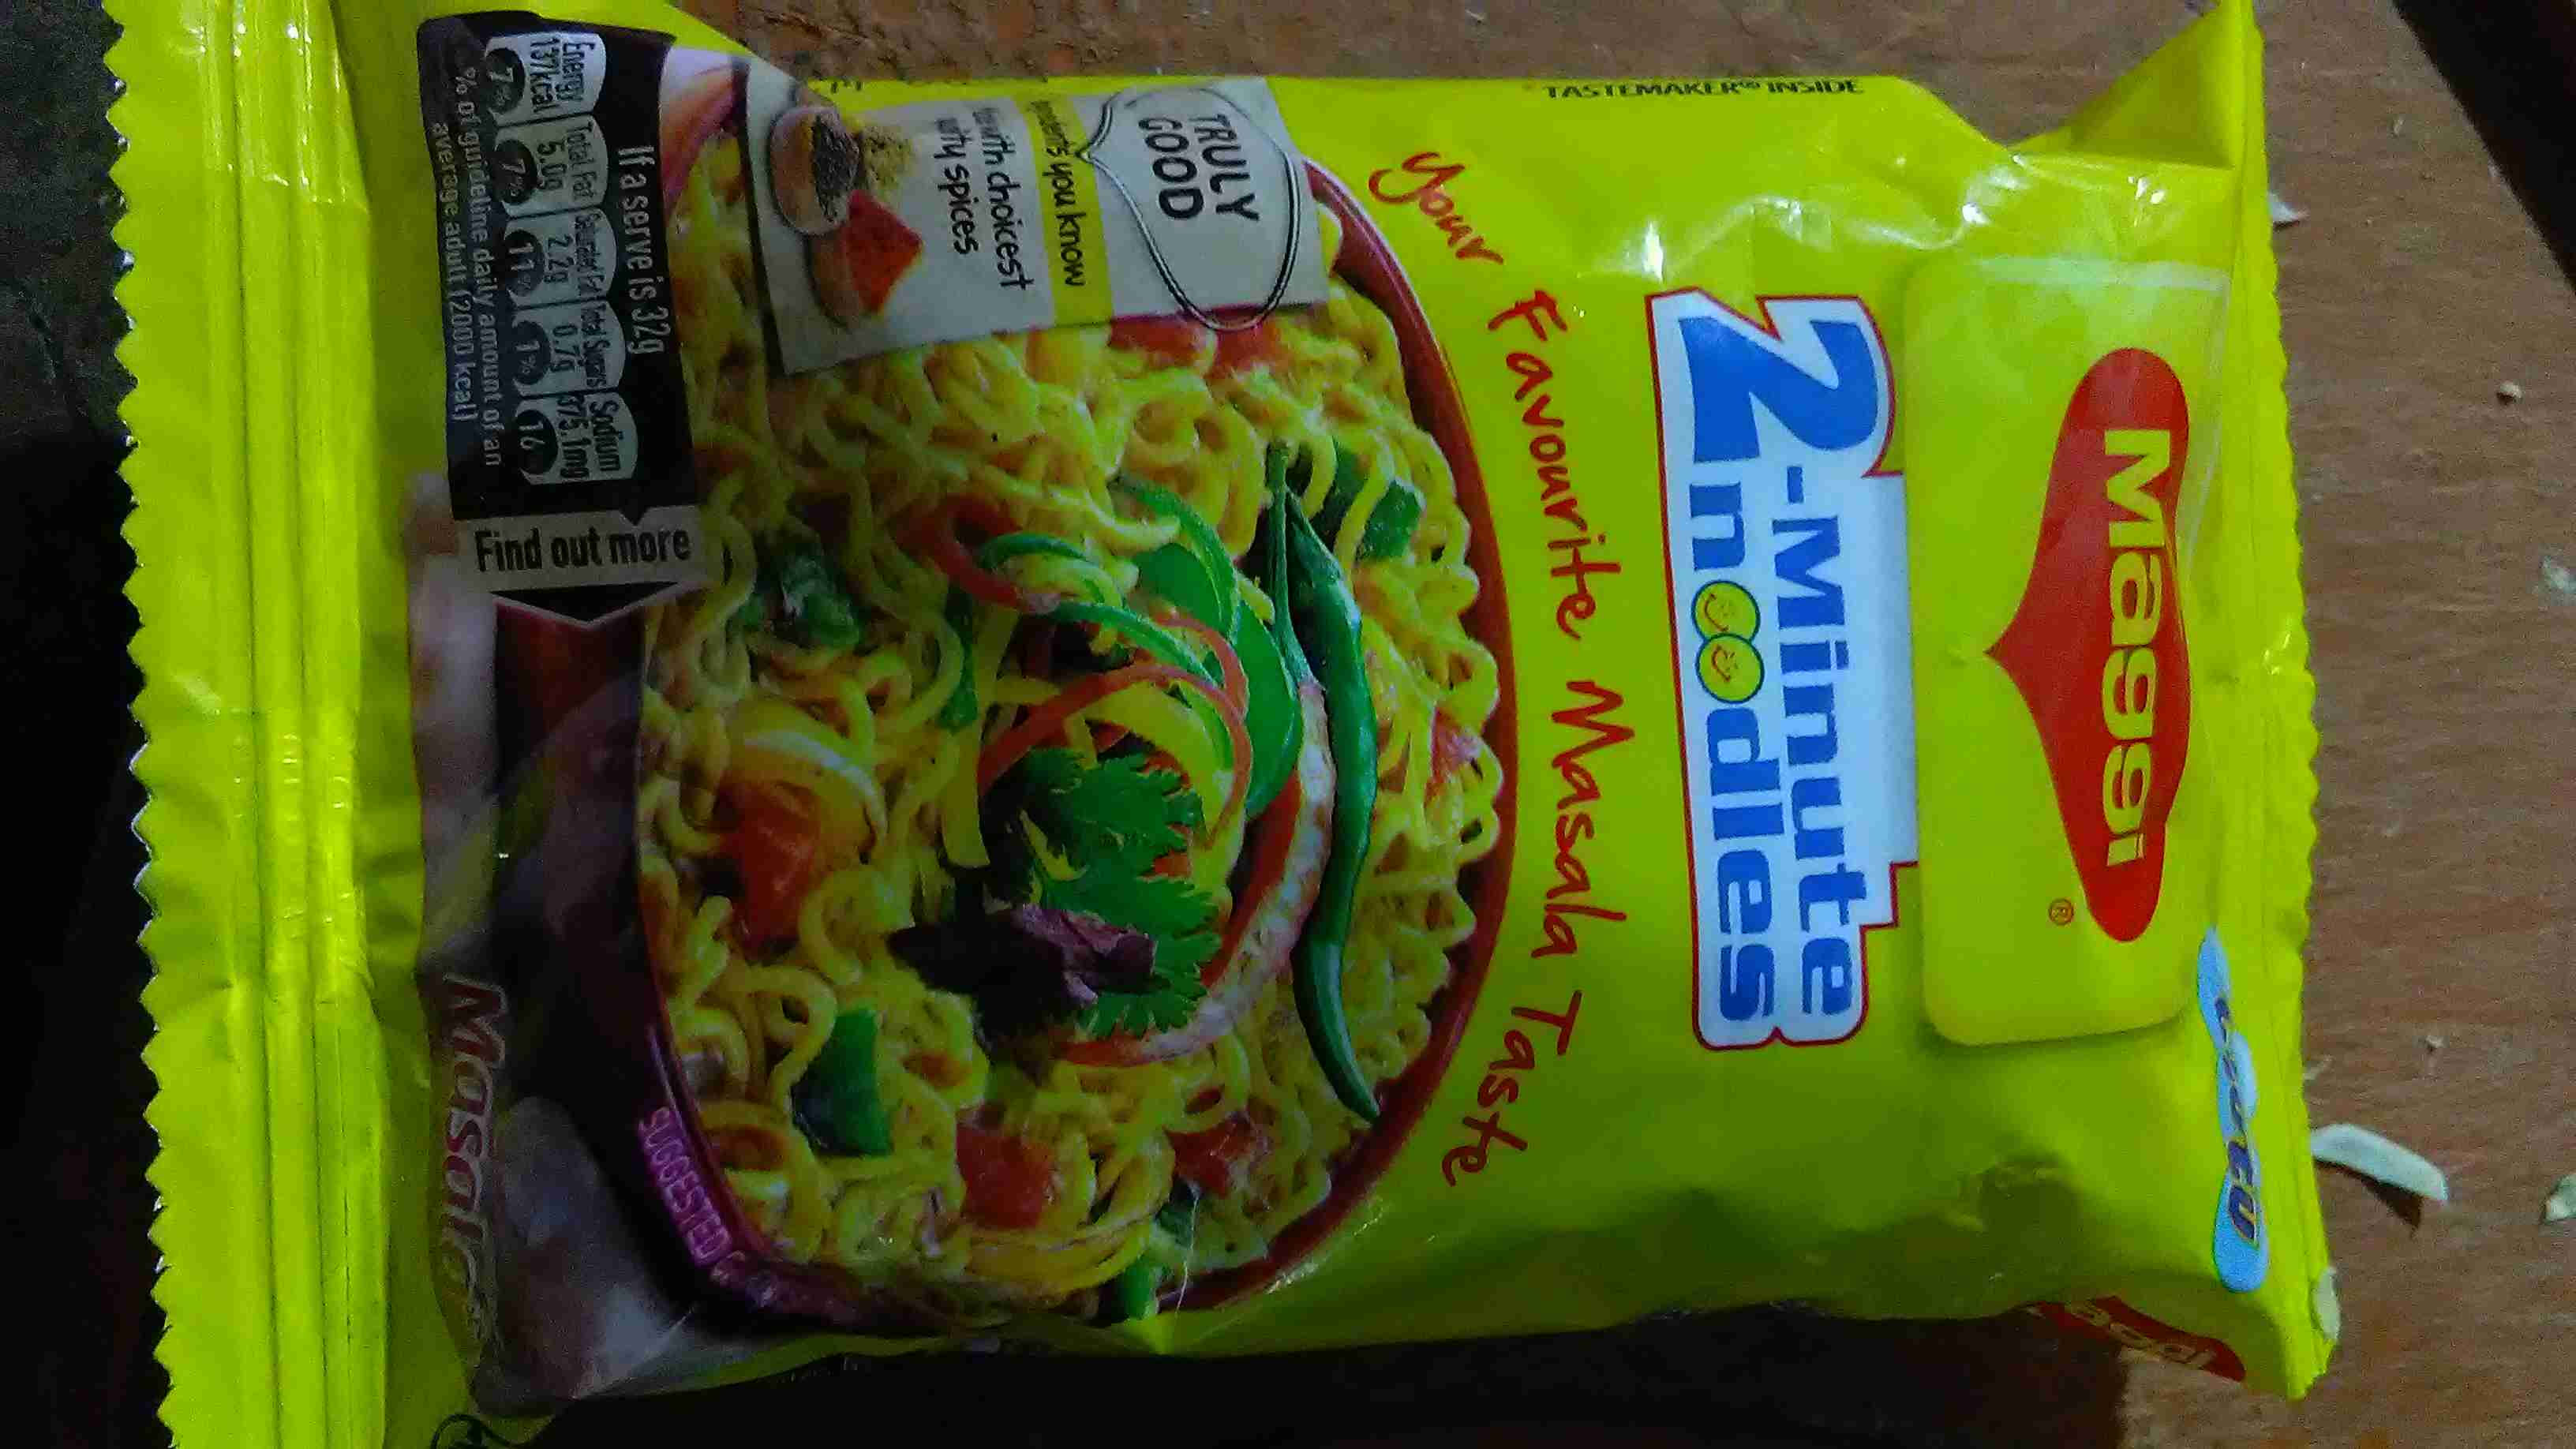 Maggi
®
2-Minute
noodles
TASTEMAKER® INSIDE
your Favourite Masala Taste
TRULY
GOOD
you know
with choicest
spices
If a serve is 32g
Energy
137kcal
7%
Total Fat
5.0g
7%
Saturated Fat
2.2g
11%
Total Sugars
0.7g
1%
Sodium
375.1mg
16%
% of guideline daily amount of an
average adult (2000 kcal)
Find out more
SUGGESTED
Masala